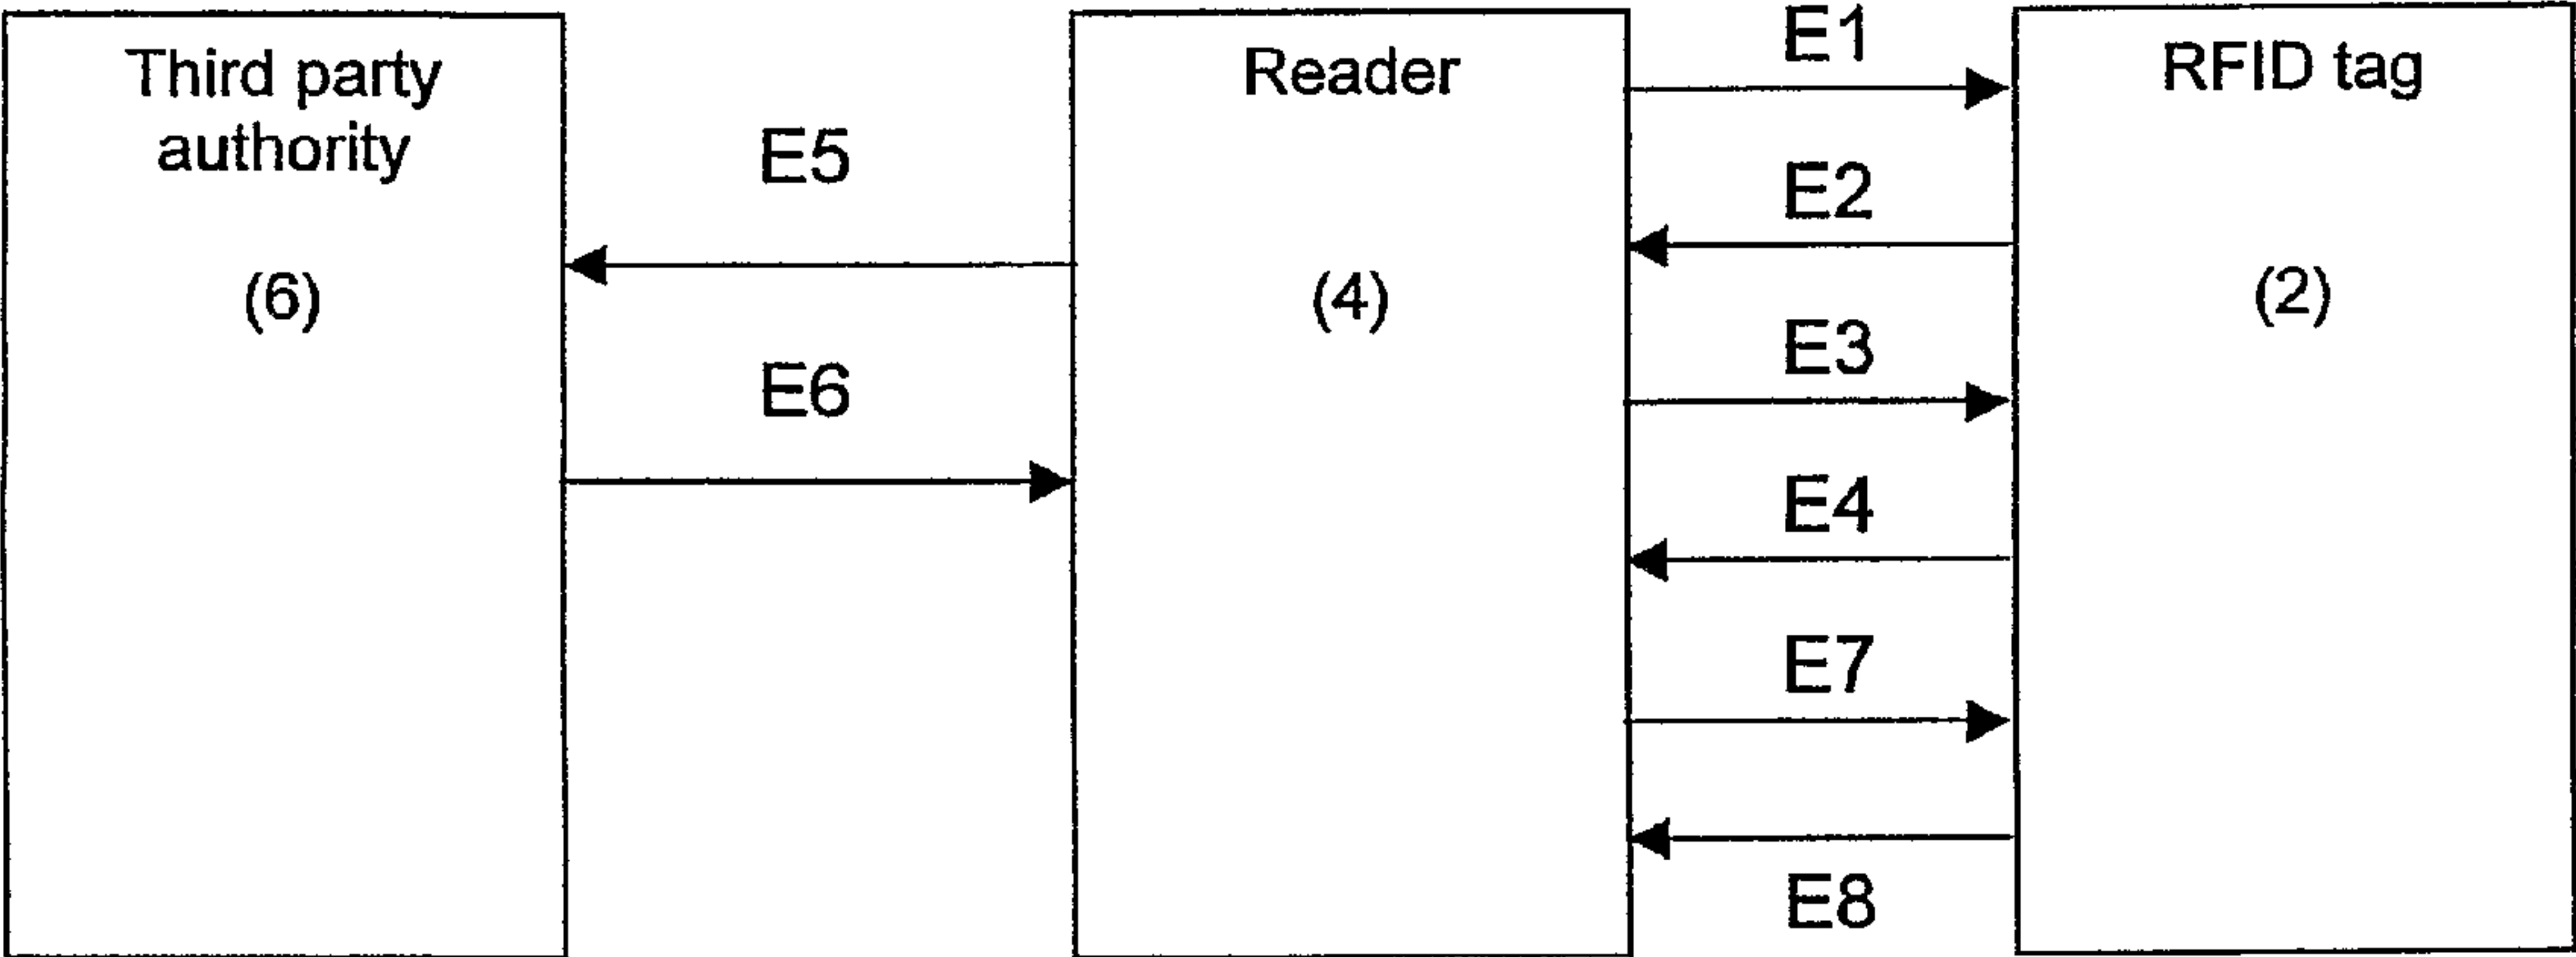 Third party
authority
(6)
E5
E6
Reader
(4)
E1
E2
E3
E4
E7
E8
RFID tag
(2)